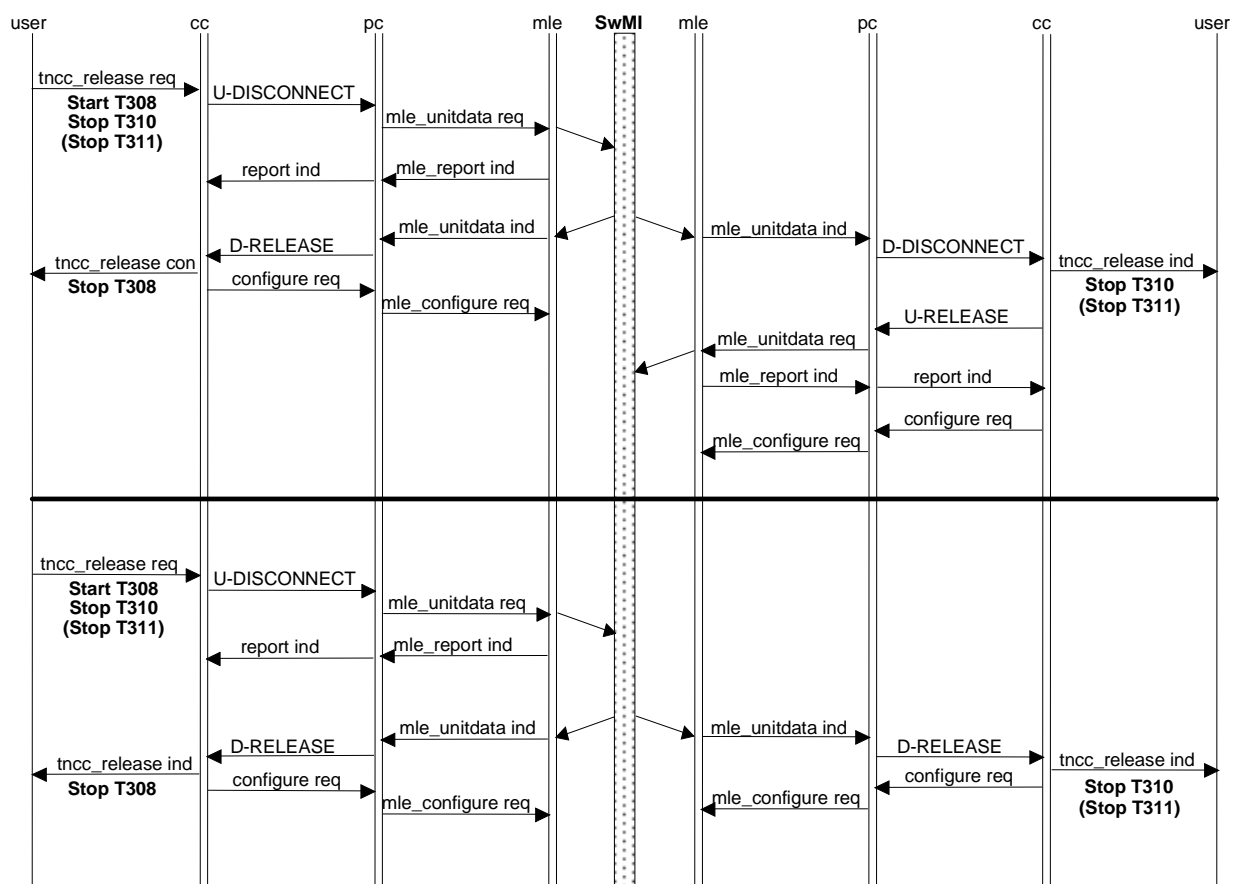 user cc pc mle SwMI mle pc cc user
tncc_release req
Start T308
Stop T310
(Stop T311)
U-DISCONNECT
mle_unitdata req
report ind
mle_report ind
mle_unitdata ind
D-RELEASE
tncc_release con
Stop T308
configure req
mle_configure req
mle_unitdata ind
D-DISCONNECT
tncc_release ind
Stop T310
(Stop T311)
U-RELEASE
mle_unitdata req
mle_report ind
report ind
configure req
mle_configure req
tncc_release req
Start T308
Stop T310
(Stop T311)
U-DISCONNECT
mle_unitdata req
report ind
mle_report ind
mle_unitdata ind
D-RELEASE
tncc_release ind
Stop T308
configure req
mle_configure req
mle_unitdata ind
D-RELEASE
tncc_release ind
Stop T310
(Stop T311)
configure req
mle_configure req